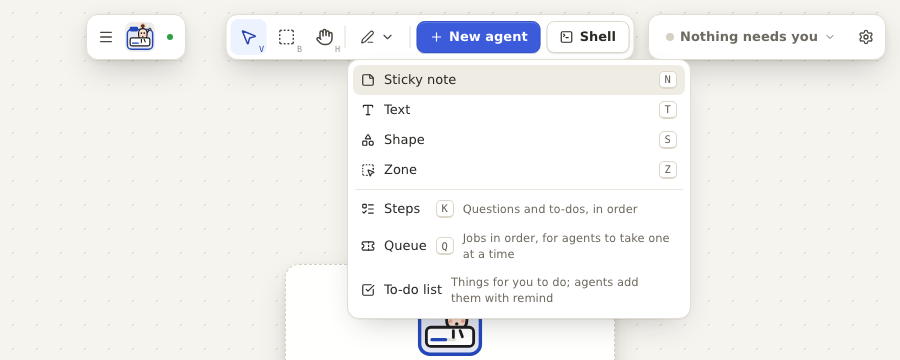 V
B
H
+ New agent
Shell
Nothing needs you
Sticky note N
Text T
Shape S
Zone Z
Steps K Questions and to-dos, in order
Queue Q Jobs in order, for agents to take one
at a time
To-do list Things for you to do; agents add
them with remind